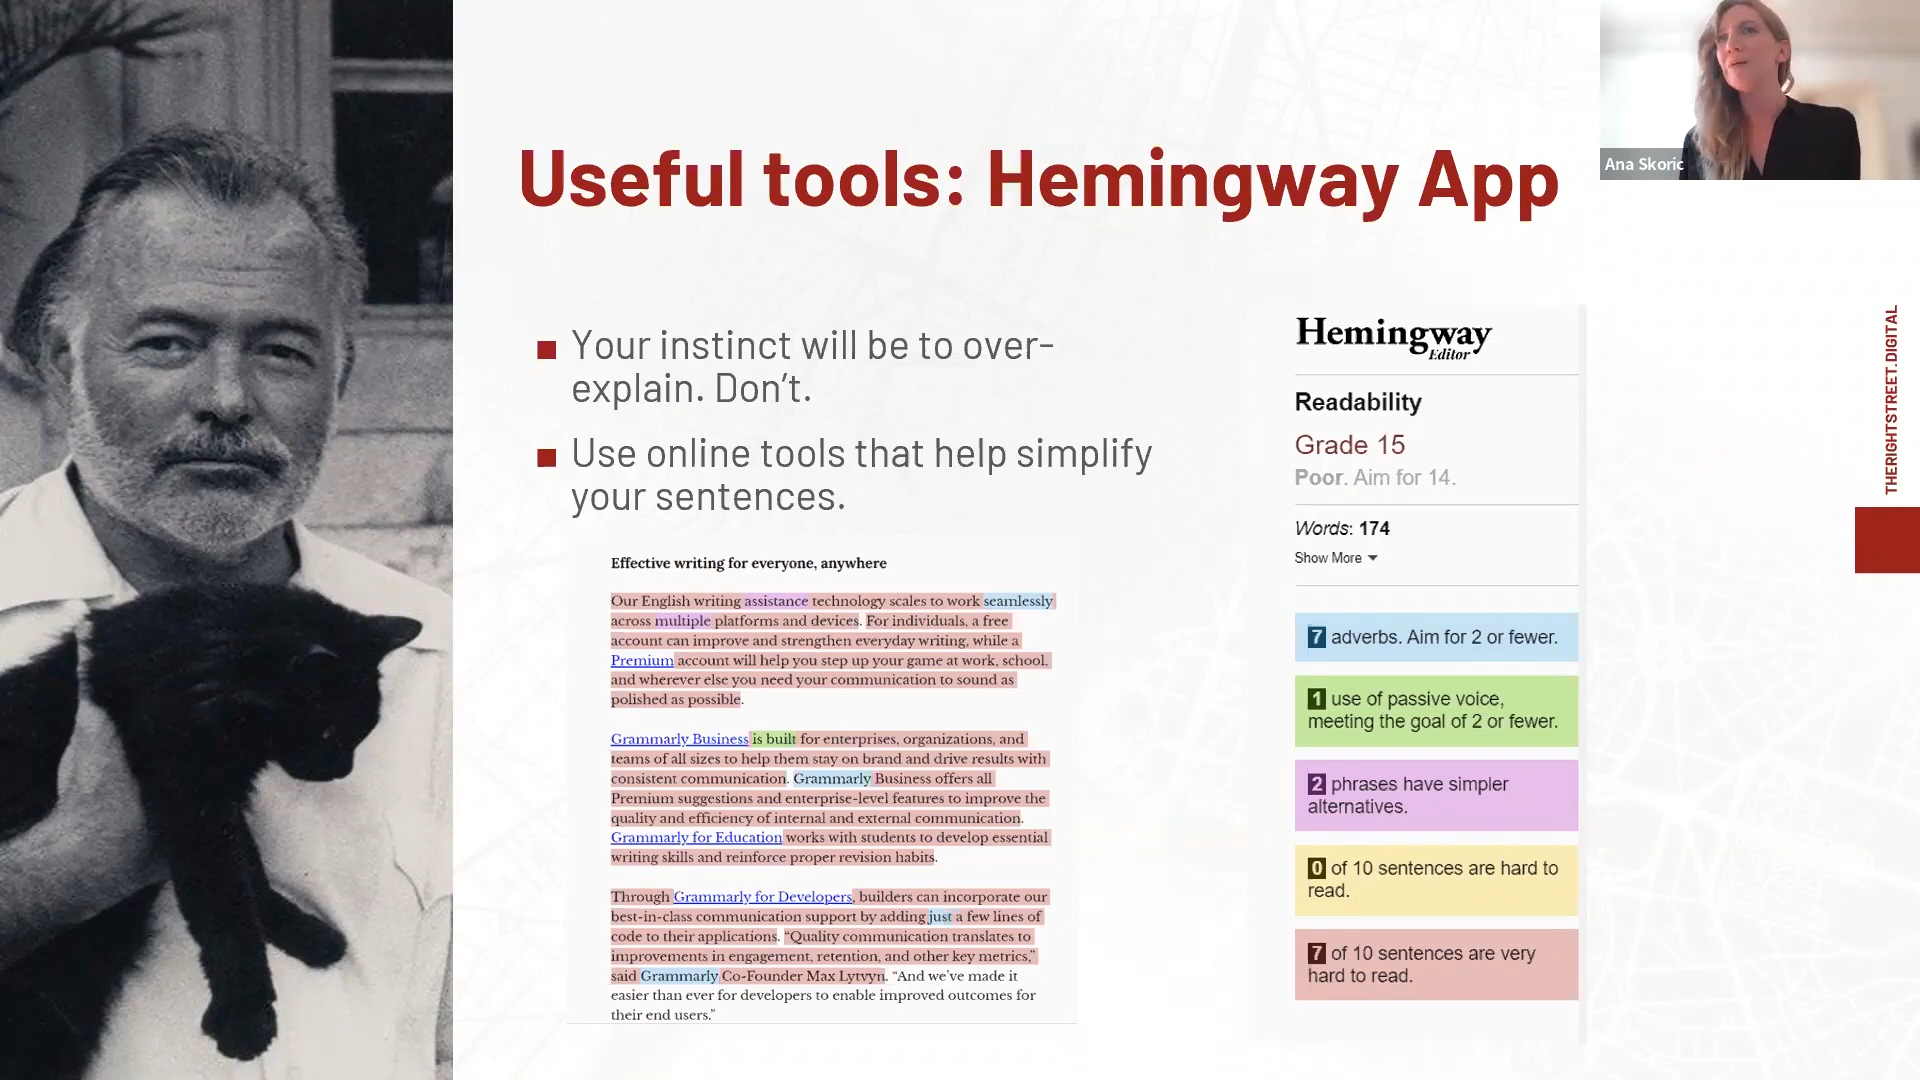 Useful tools: Hemingway App
Ana Skoric
Your instinct will be to over-
explain. Don’t.
Use online tools that help simplify
your sentences.
Effective writing for everyone, anywhere
Our English writing assistance technology scales to work seamlessly
across multiple platforms and devices. For individuals, a free
account can improve and strengthen everyday writing, while a
Premium account will help you step up your game at work, school,
and wherever else you need your communication to sound as
polished as possible.
Grammarly Business is built for enterprises, organizations, and
teams of all sizes to help them stay on brand and drive results with
consistent communication. Grammarly Business offers all
Premium suggestions and enterprise-level features to improve the
quality and efficiency of internal and external communication.
Grammarly for Education works with students to develop essential
writing skills and reinforce proper revision habits.
Through Grammarly for Developers, builders can incorporate our
best-in-class communication support by adding just a few lines of
code to their applications. “Quality communication translates to
improvements in engagement, retention, and other key metrics,”
said Grammarly Co-Founder Max Lytvyn. “And we’ve made it
easier than ever for developers to enable improved outcomes for
their end users.”
Hemingway
Editor
Readability
Grade 15
Poor. Aim for 14.
Words: 174
Show More
7 adverbs. Aim for 2 or fewer.
1 use of passive voice,
meeting the goal of 2 or fewer.
2 phrases have simpler
alternatives.
0 of 10 sentences are hard to
read.
7 of 10 sentences are very
hard to read.
THERIGHTSTREET.DIGITAL